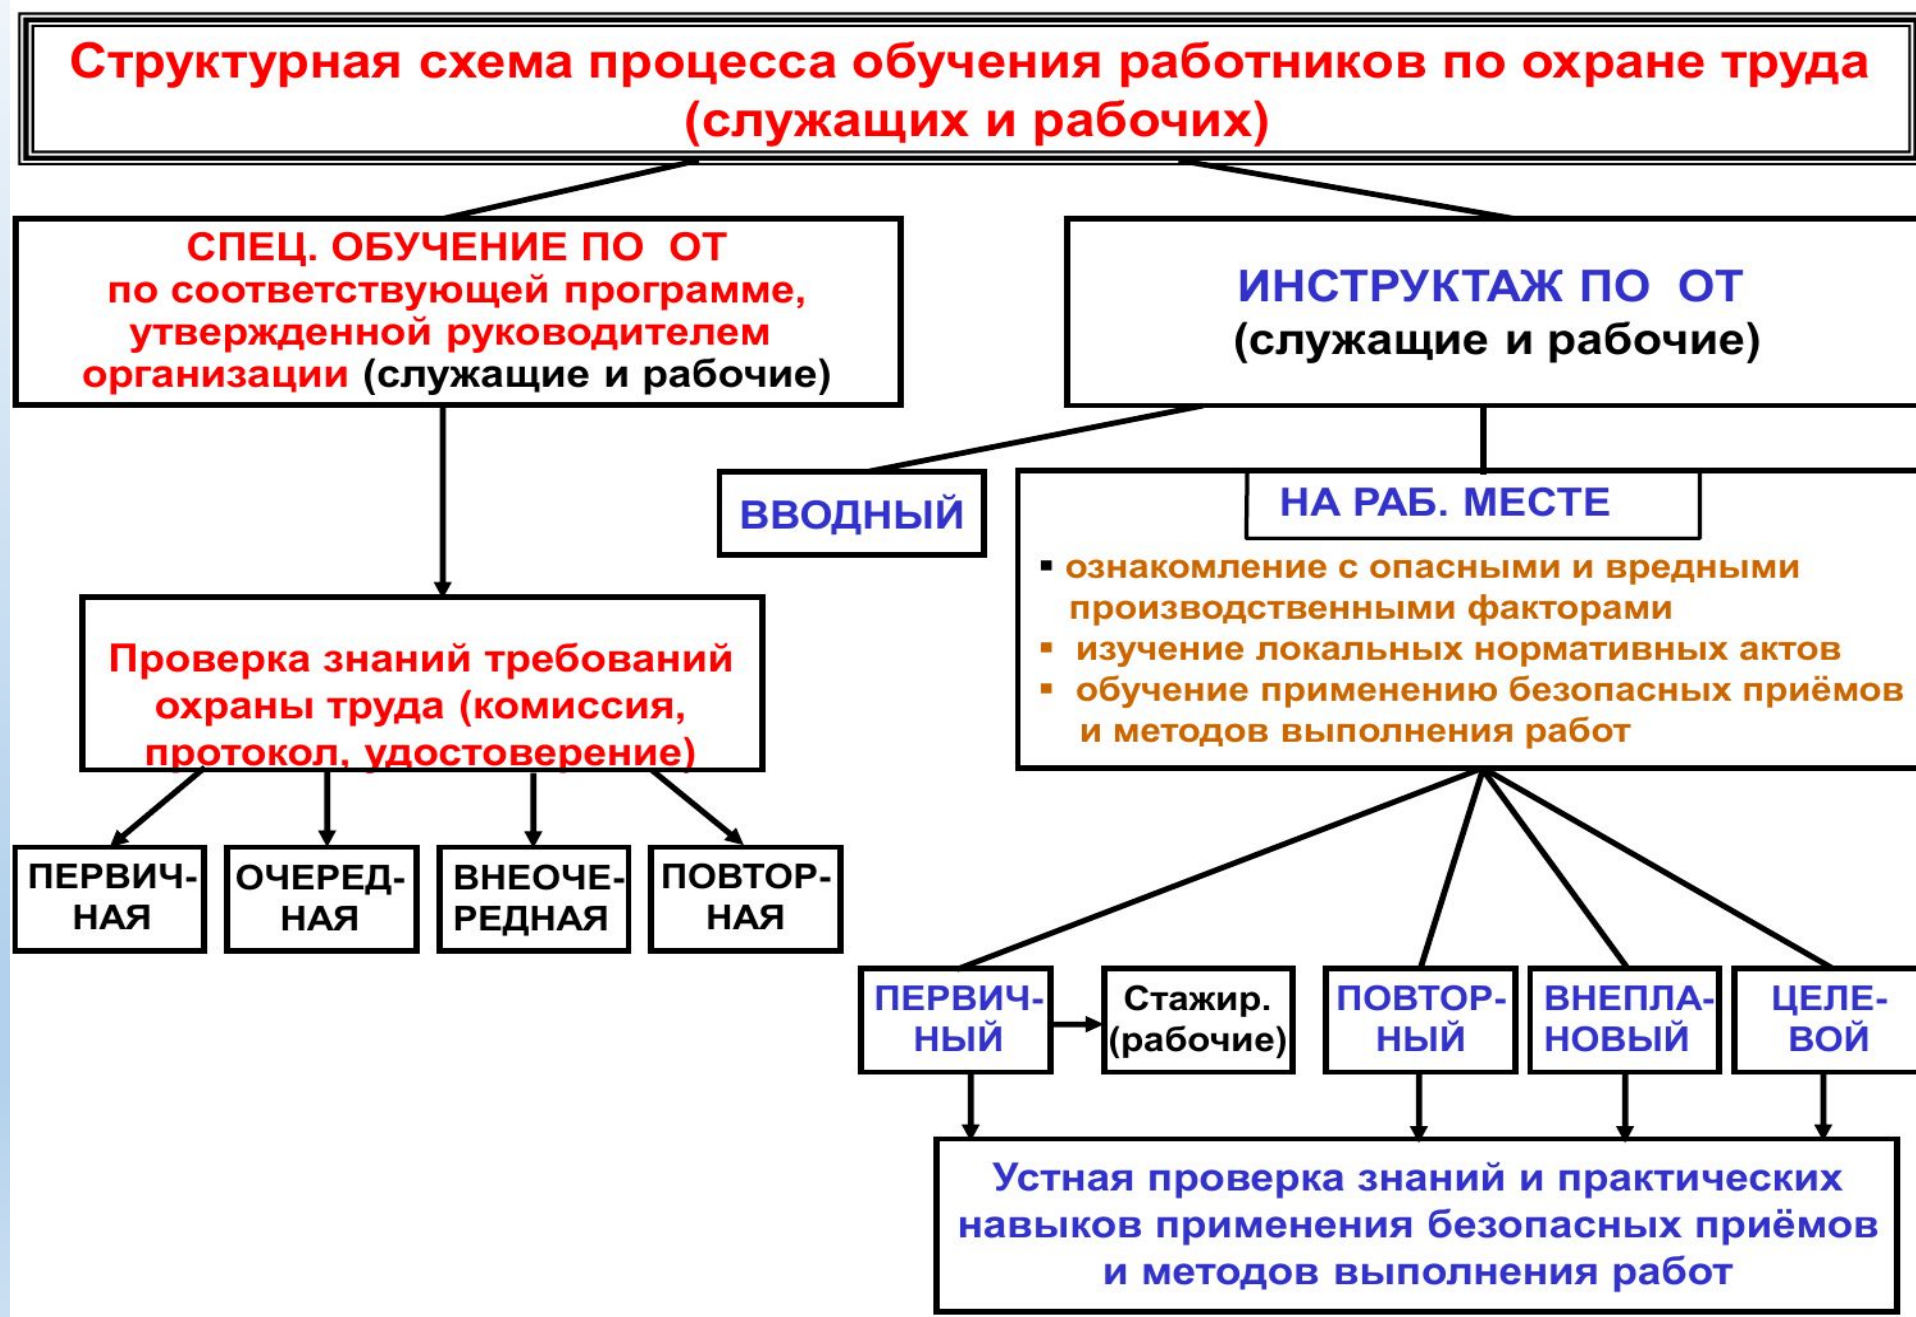 Структурная схема процесса обучения работников по охране труда
(служащих и рабочих)
СПЕЦ. ОБУЧЕНИЕ ПО ОТ
по соответствующей программе,
утвержденной руководителем
организации (служащие и рабочие)
ИНСТРУКТАЖ ПО ОТ
(служащие и рабочие)
ВВОДНЫЙ
НА РАБ. МЕСТЕ
▪ ознакомление с опасными и вредными
производственными факторами
▪ изучение локальных нормативных актов
▪ обучение применению безопасных приёмов
и методов выполнения работ
Проверка знаний требований
охраны труда (комиссия,
протокол, удостоверение)
ПЕРВИЧ-
НАЯ
ОЧЕРЕД-
НАЯ
ВНЕОЧЕ-
РЕДНАЯ
ПОВТОР-
НАЯ
ПЕРВИЧ-
НЫЙ
Стажир.
(рабочие)
ПОВТОР-
НЫЙ
ВНЕПЛА-
НОВЫЙ
ЦЕЛЕ-
ВОЙ
Устная проверка знаний и практических
навыков применения безопасных приёмов
и методов выполнения работ